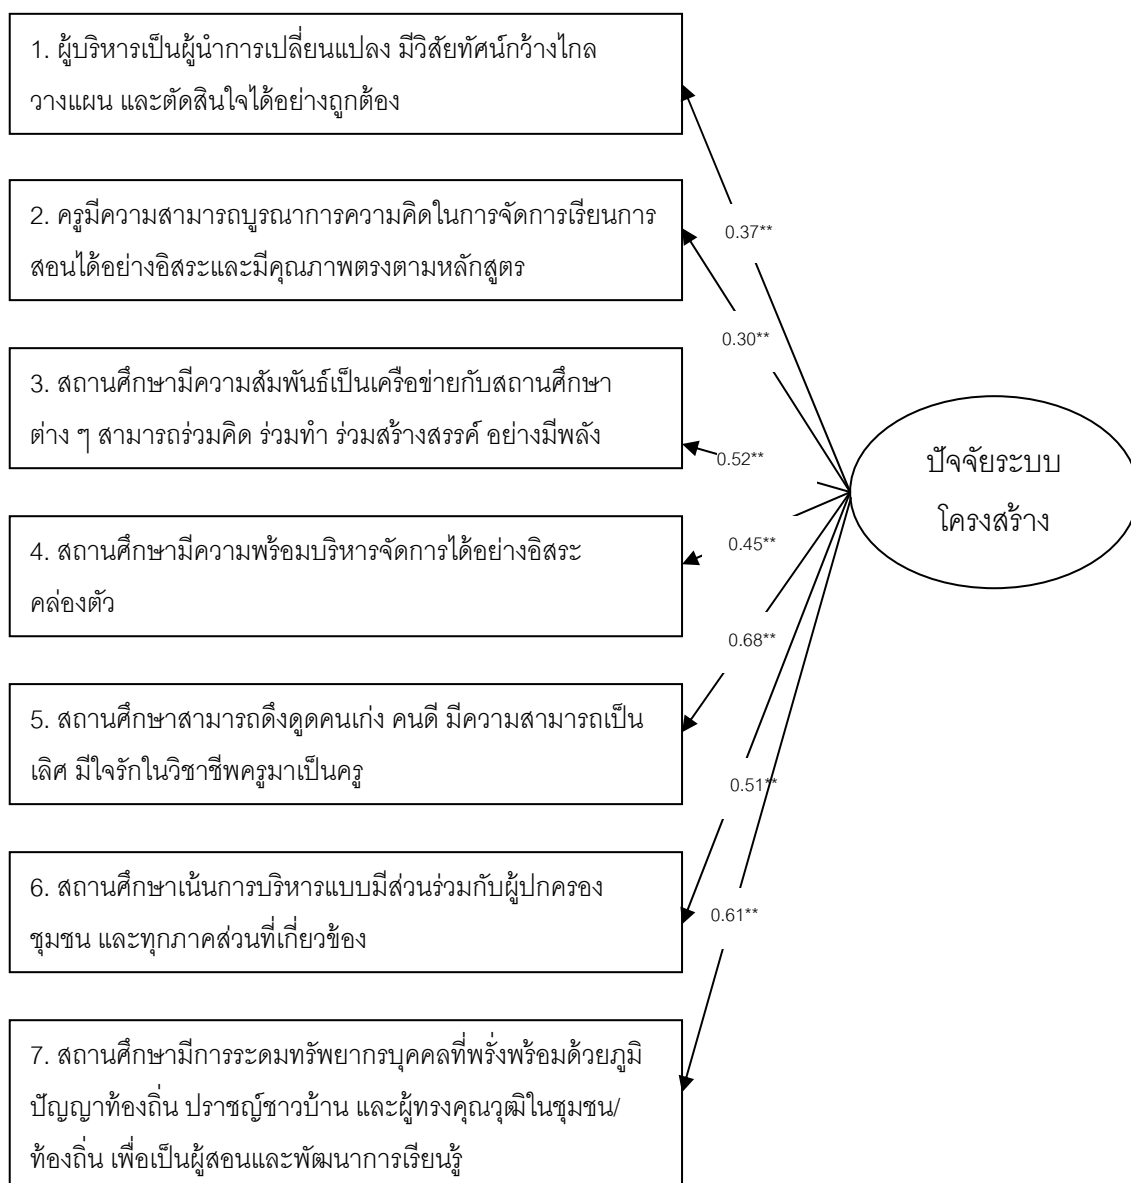 1. ผู้บริหารเป็นผู้นำการเปลี่ยนแปลง มีวิสัยทัศน์กว้างไกล
วางแผน และตัดสินใจได้อย่างถูกต้อง
0.37**
2. ครูมีความสามารถบูรณาการความคิดในการจัดการเรียนการ
สอนได้อย่างอิสระและมีคุณภาพตรงตามหลักสูตร
0.30**
3. สถานศึกษามีความสัมพันธ์เป็นเครือข่ายกับสถานศึกษา
ต่าง ๆ สามารถร่วมคิด ร่วมทำ ร่วมสร้างสรรค์ อย่างมีพลัง
0.52**
ปัจจัยระบบ
โครงสร้าง
4. สถานศึกษามีความพร้อมบริหารจัดการได้อย่างอิสระ
คล่องตัว
0.45**
0.68**
5. สถานศึกษาสามารถดึงดูดคนเก่ง คนดี มีความสามารถเป็น
เลิศ มีใจรักในวิชาชีพครูมาเป็นครู
0.51**
6. สถานศึกษาเน้นการบริหารแบบมีส่วนร่วมกับผู้ปกครอง
ชุมชน และทุกภาคส่วนที่เกี่ยวข้อง
0.61**
7. สถานศึกษามีการระดมทรัพยากรบุคคลที่พรั่งพร้อมด้วยภูมิ
ปัญญาท้องถิ่น ปราชญ์ชาวบ้าน และผู้ทรงคุณวุฒิในชุมชน/
ท้องถิ่น เพื่อเป็นผู้สอนและพัฒนาการเรียนรู้